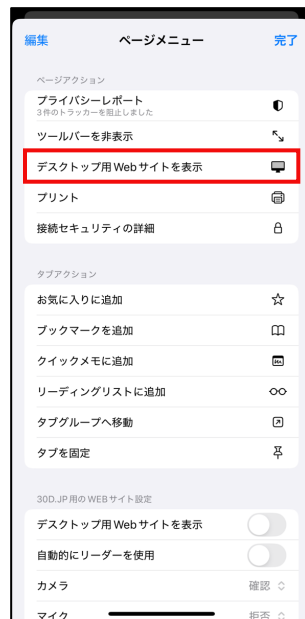 編集
ページメニュー
完了
ページアクション
プライバシーレポート
3件のトラッカーを阻止しました
ツールバーを非表示
デスクトップ用Webサイトを表示
プリント
接続セキュリティの詳細
タブアクション
お気に入りに追加
ブックマークを追加
クイックメモに追加
リーディングリストに追加
タブグループへ移動
タブを固定
30D.JP用のWEBサイト設定
デスクトップ用Webサイトを表示
自動的にリーダーを使用
カメラ 確認
マイク 拒否